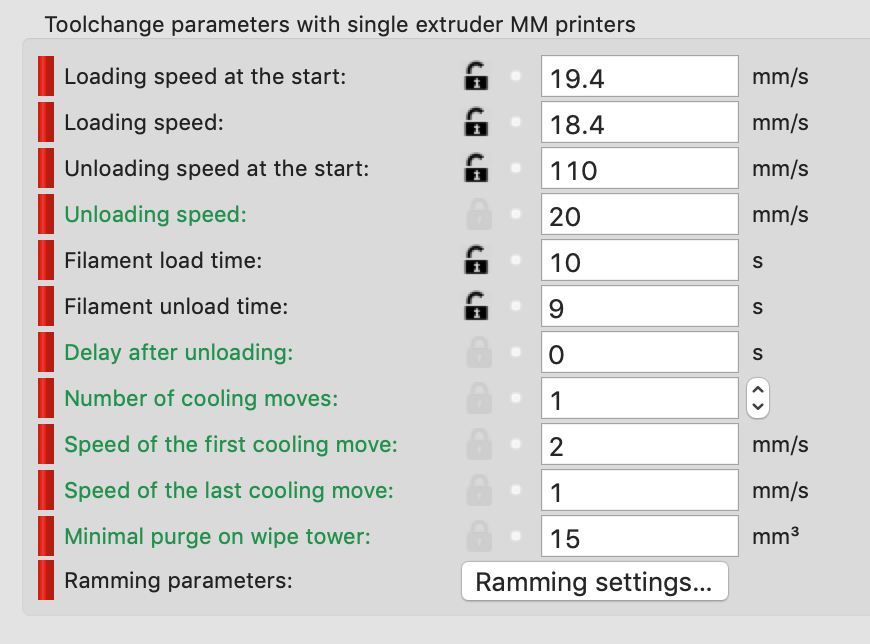 Toolchange parameters with single extruder MM printers
Loading speed at the start: 19.4 mm/s
Loading speed: 18.4 mm/s
Unloading speed at the start: 110 mm/s
Unloading speed: 20 mm/s
Filament load time: 10 s
Filament unload time: 9 s
Delay after unloading: 0 s
Number of cooling moves: 1
Speed of the first cooling move: 2 mm/s
Speed of the last cooling move: 1 mm/s
Minimal purge on wipe tower: 15 mm³
Ramming parameters: Ramming settings...